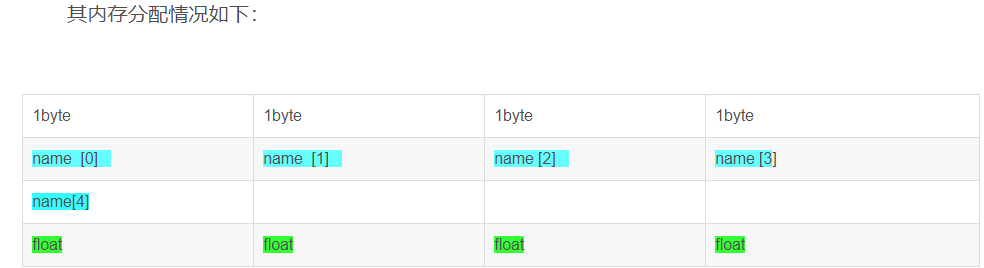 其内存分配情况如下：
1byte 1byte 1byte 1byte
name [0] name [1] name [2] name [3]
name[4]
float float float float